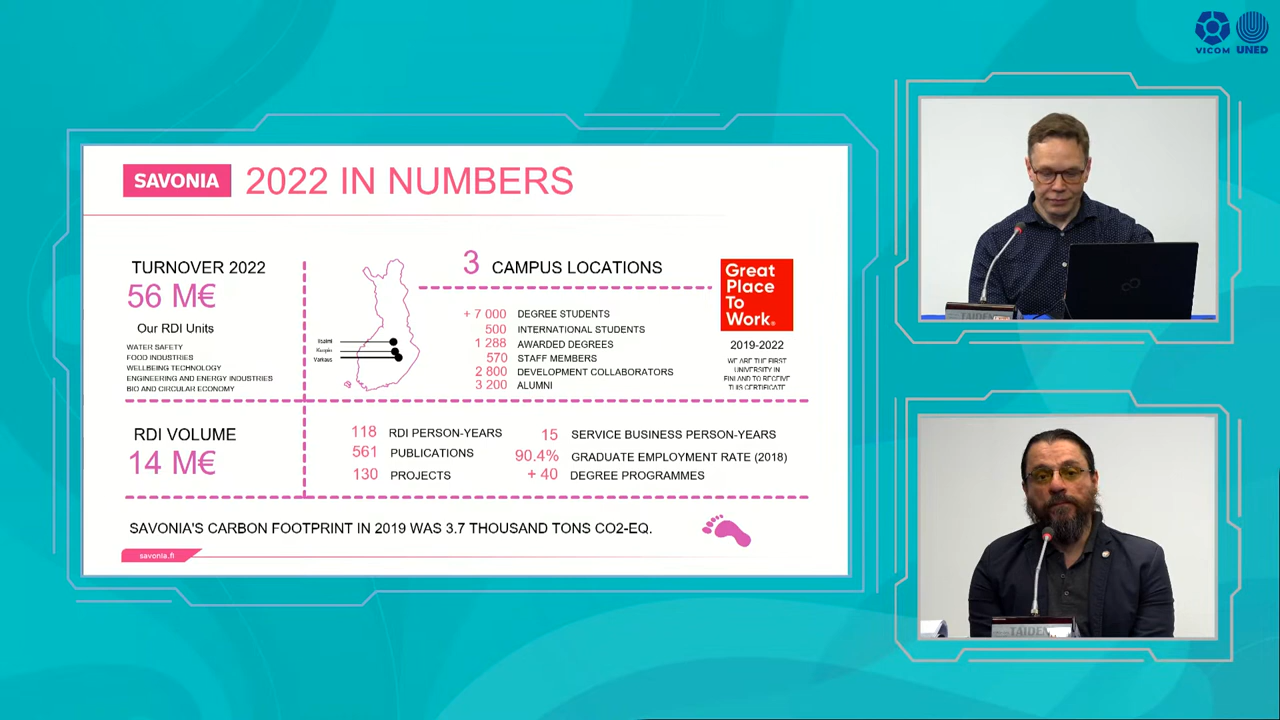 VICOM UNED
SAVONIA 2022 IN NUMBERS
TURNOVER 2022
56 M€
Our RDI Units
WATER SAFETY
FOOD INDUSTRIES
WELLBEING TECHNOLOGY
ENGINEERING AND ENERGY INDUSTRIES
BIO AND CIRCULAR ECONOMY
Iisalmi
Kuopio
Varkaus
3 CAMPUS LOCATIONS
+ 7 000 DEGREE STUDENTS
500 INTERNATIONAL STUDENTS
1 288 AWARDED DEGREES
570 STAFF MEMBERS
2 800 DEVELOPMENT COLLABORATORS
3 200 ALUMNI
Great
Place
To
Work®
2019-2022
WE ARE THE FIRST
UNIVERSITY IN
FINLAND TO RECEIVE
THIS CERTIFICATE
RDI VOLUME
14 M€
118 RDI PERSON-YEARS
561 PUBLICATIONS
130 PROJECTS
15 SERVICE BUSINESS PERSON-YEARS
90.4% GRADUATE EMPLOYMENT RATE (2018)
+ 40 DEGREE PROGRAMMES
SAVONIA'S CARBON FOOTPRINT IN 2019 WAS 3.7 THOUSAND TONS CO2-EQ.
savonia.fi
TAIDEN
TAIDEN